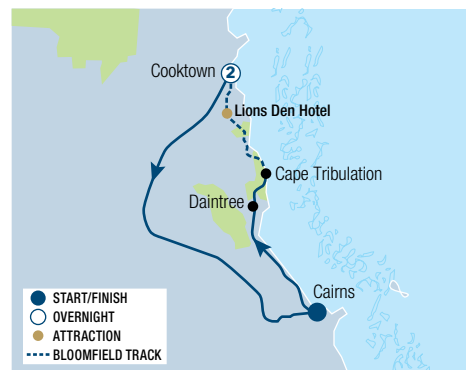 Cooktown 2
Lions Den Hotel
Cape Tribulation
Daintree
Cairns
START/FINISH
OVERNIGHT
ATTRACTION
BLOOMFIELD TRACK